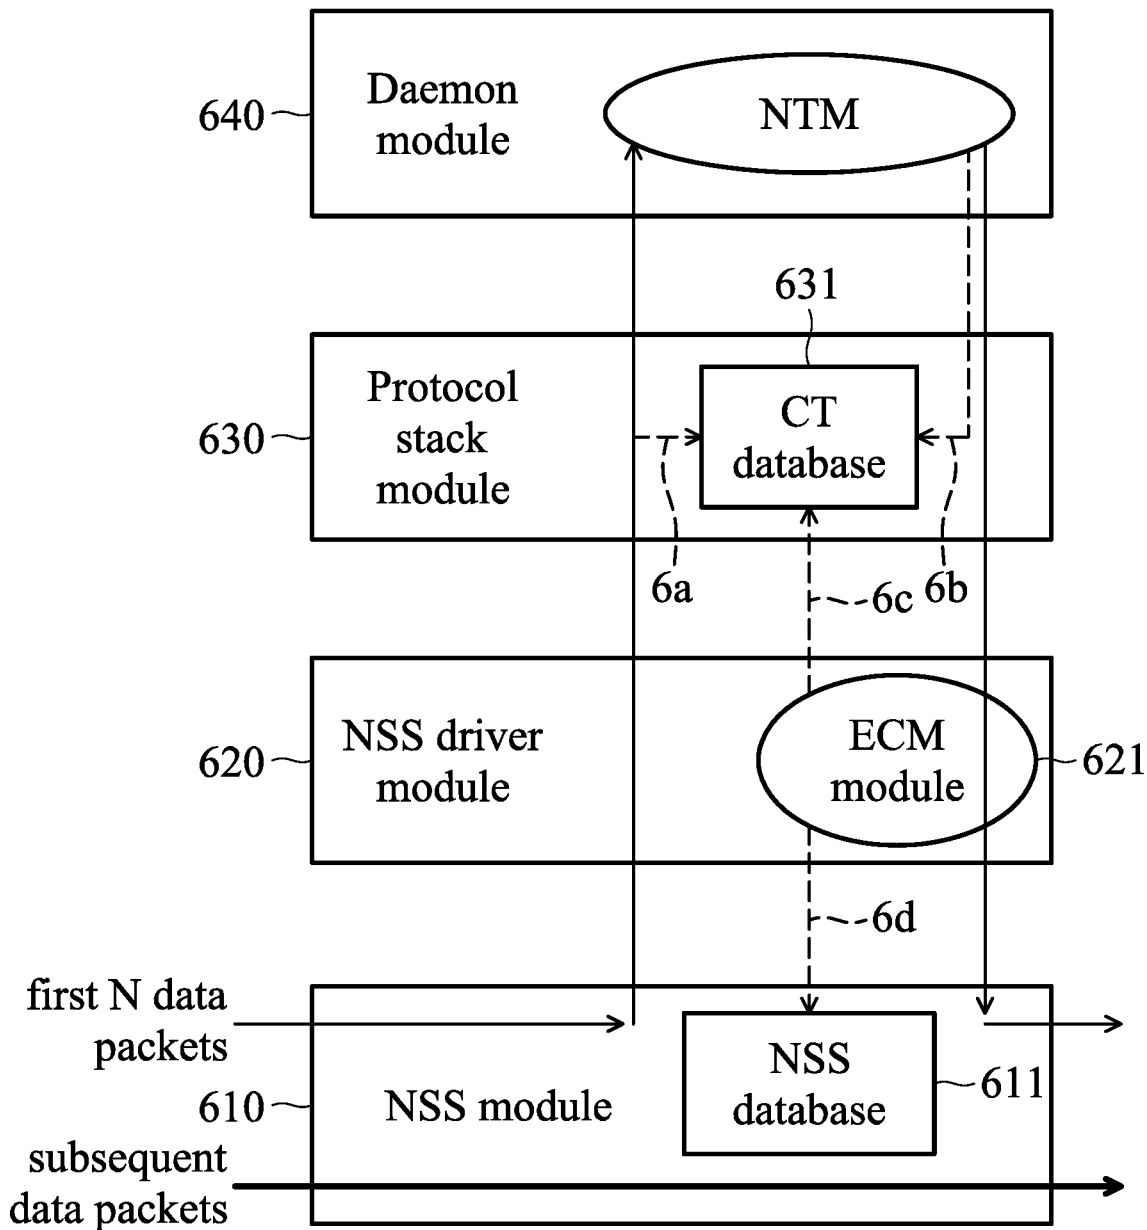 Daemon
module
NTM
640
631
Protocol
stack
module
CT
database
630
6a
6b
6c
NSS driver
module
ECM
module
620
621
6d
first N data
packets
NSS
database
611
610
NSS module
subsequent
data packets